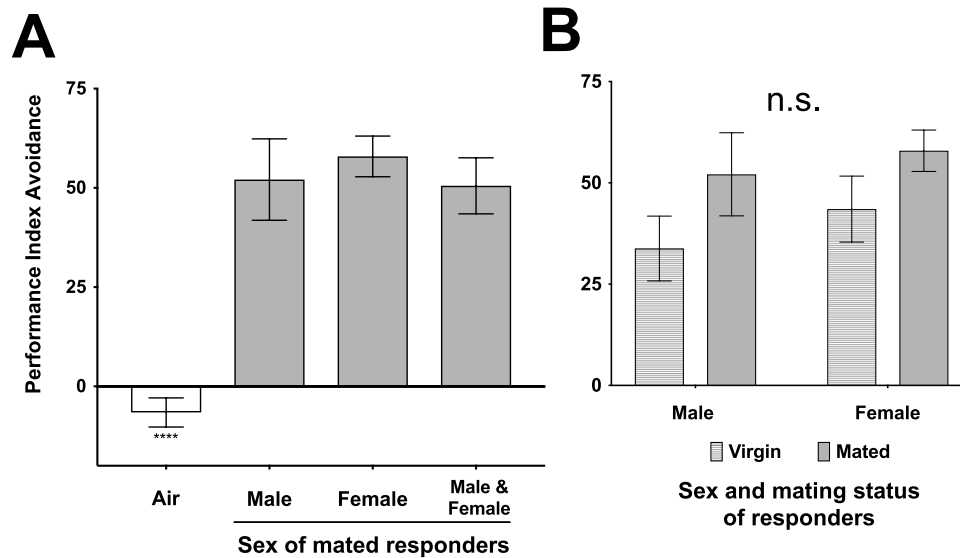 A
Performance Index Avoidance
75
50
25
0
****
Air
Male
Female
Male &
Female
Sex of mated responders
B
75
50
25
0
n.s.
Male
Female
Virgin
Mated
Sex and mating status
of responders